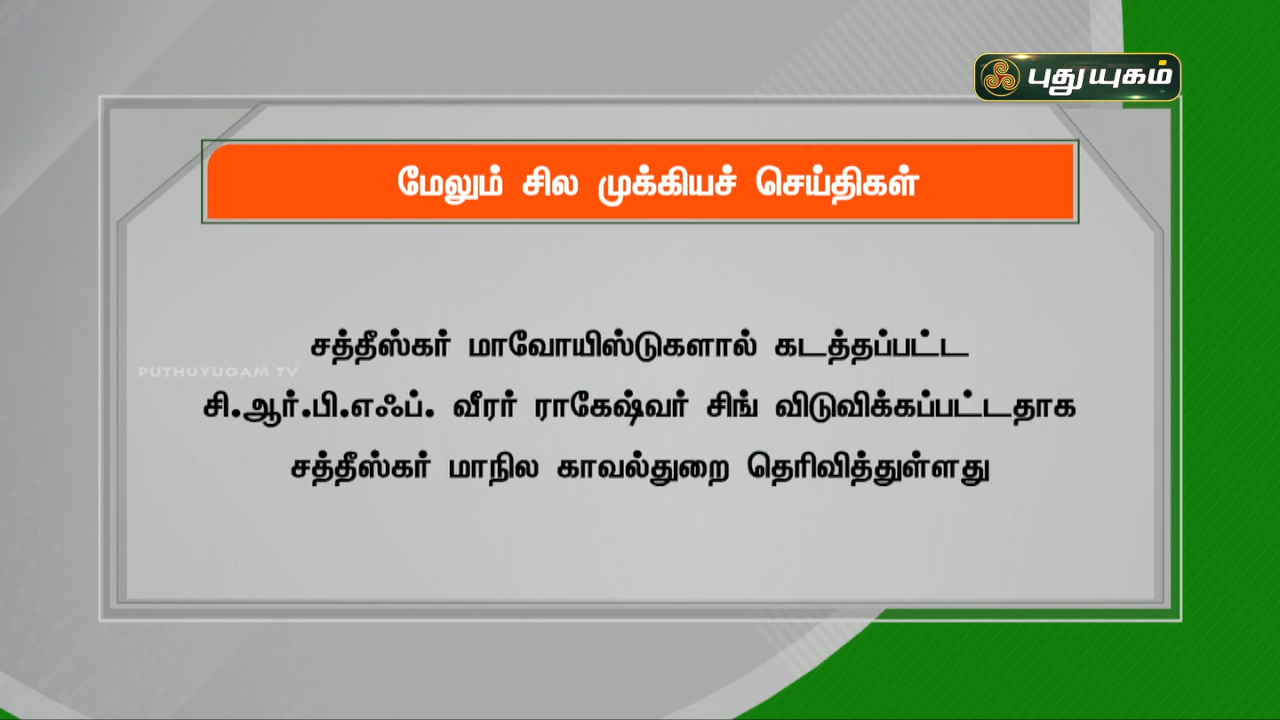 புதுயுகம்
மேலும் சில முக்கியச் செய்திகள்
சத்தீஸ்கர் மாவோயிஸ்டுகளால் கடத்தப்பட்ட
PUTHUYUGAM TV
சி.ஆர்.பி.எஃப். வீரர் ராகேஷ்வர் சிங் விடுவிக்கப்பட்டதாக
சத்தீஸ்கர் மாநில காவல்துறை தெரிவித்துள்ளது